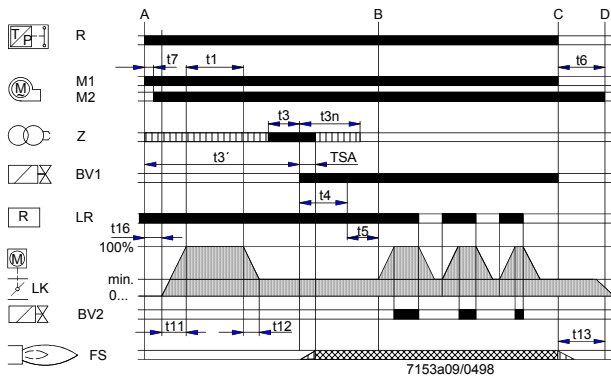 A B C D
T P R
t7 t1 t6
M M1
M2
t3 t3n
Z
t3´ TSA
BV1
t4
R LR
t16 t5
100%
M
min.
LK
0...
BV2
t11 t12 t13
FS
7153a09/0498